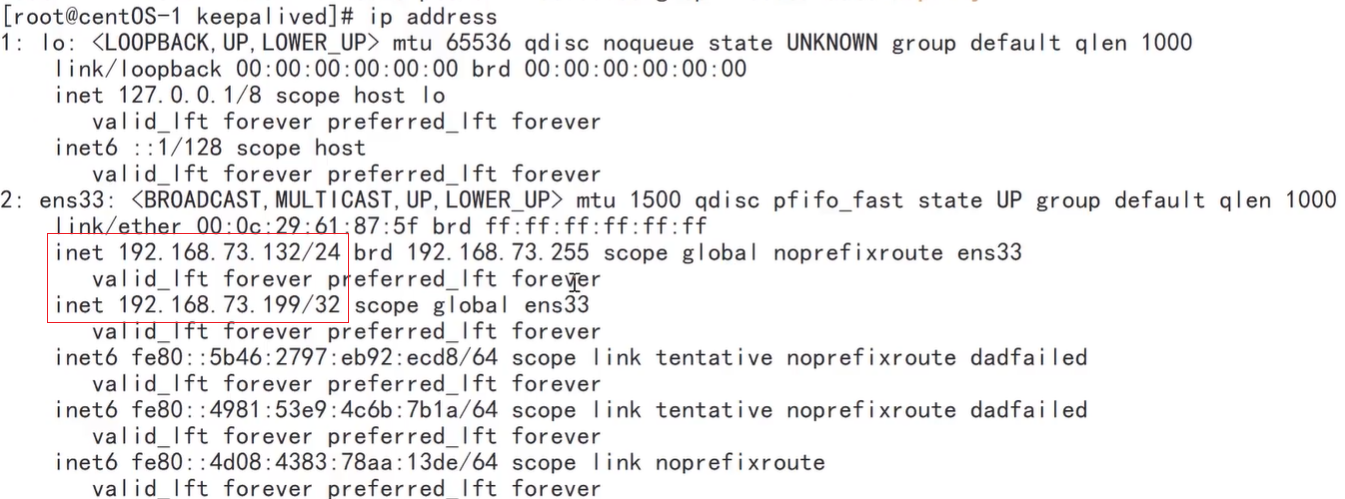 [root@centOS-1 keepalived]# ip address
1: lo: <LOOPBACK,UP,LOWER_UP> mtu 65536 qdisc noqueue state UNKNOWN group default qlen 1000
link/loopback 00:00:00:00:00:00 brd 00:00:00:00:00:00
inet 127.0.0.1/8 scope host lo
valid_lft forever preferred_lft forever
inet6 ::1/128 scope host
valid_lft forever preferred_lft forever
2: ens33: <BROADCAST,MULTICAST,UP,LOWER_UP> mtu 1500 qdisc pfifo_fast state UP group default qlen 1000
link/ether 00:0c:29:61:87:5f brd ff:ff:ff:ff:ff:ff
inet 192.168.73.132/24 brd 192.168.73.255 scope global noprefixroute ens33
valid_lft forever preferred_lft forever
inet 192.168.73.199/32 scope global ens33
valid_lft forever preferred_lft forever
inet6 fe80::5b46:2797:eb92:ecd8/64 scope link tentative noprefixroute dadfailed
valid_lft forever preferred_lft forever
inet6 fe80::4981:53e9:4c6b:7b1a/64 scope link tentative noprefixroute dadfailed
valid_lft forever preferred_lft forever
inet6 fe80::4d08:4383:78aa:13de/64 scope link noprefixroute
valid_lft forever preferred_lft forever